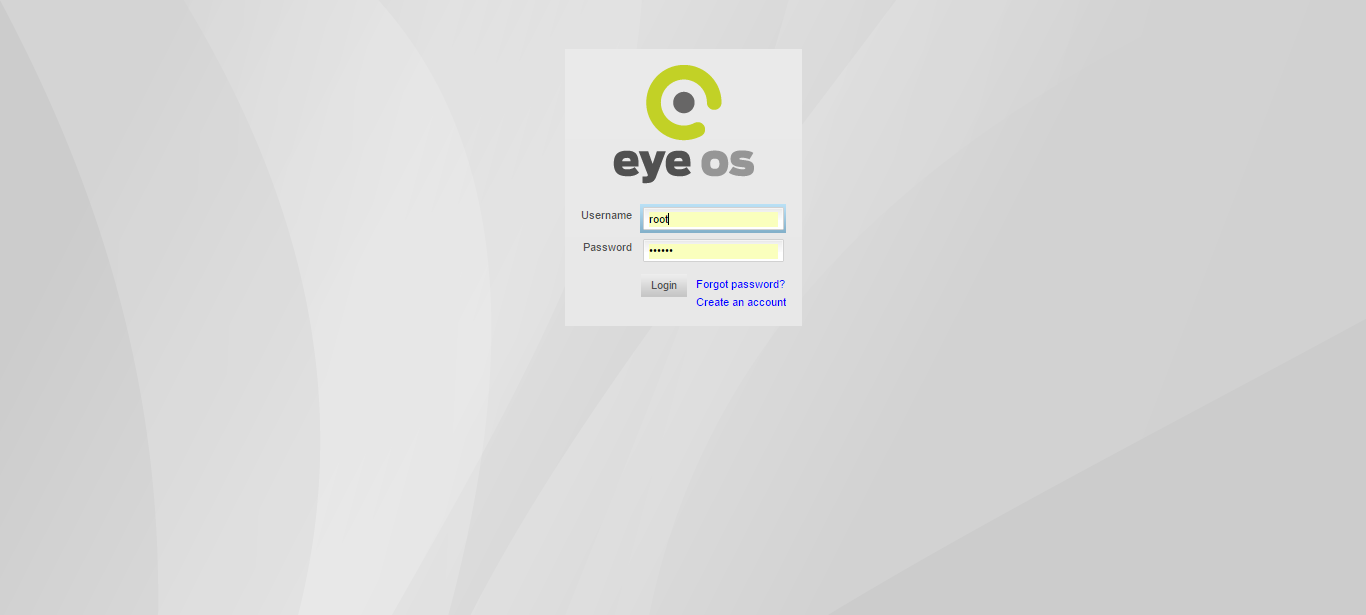 eye os
Username
root
Password
••••••
Login
Forgot password?
Create an account